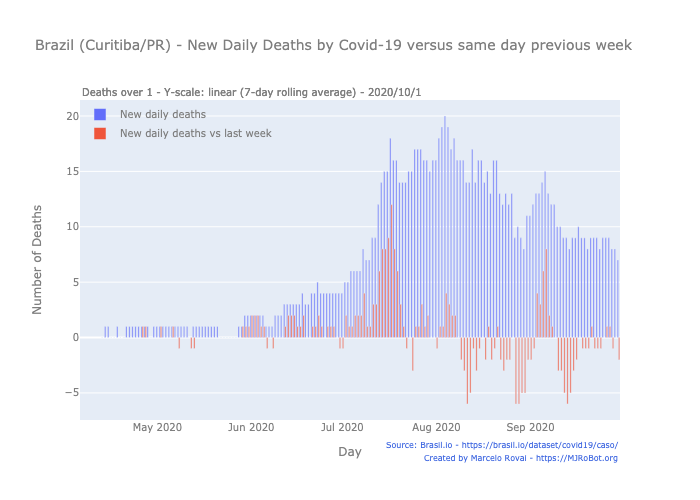 Brazil (Curitiba/PR) - New Daily Deaths by Covid-19 versus same day previous week
Deaths over 1 - Y-scale: linear (7-day rolling average) - 2020/10/1
New daily deaths
New daily deaths vs last week
20
15
10
5
0
−5
Number of Deaths
May 2020
Jun 2020
Jul 2020
Aug 2020
Sep 2020
Day
Source: Brasil.io - https://brasil.io/dataset/covid19/caso/
Created by Marcelo Rovai - https://MJRoBot.org